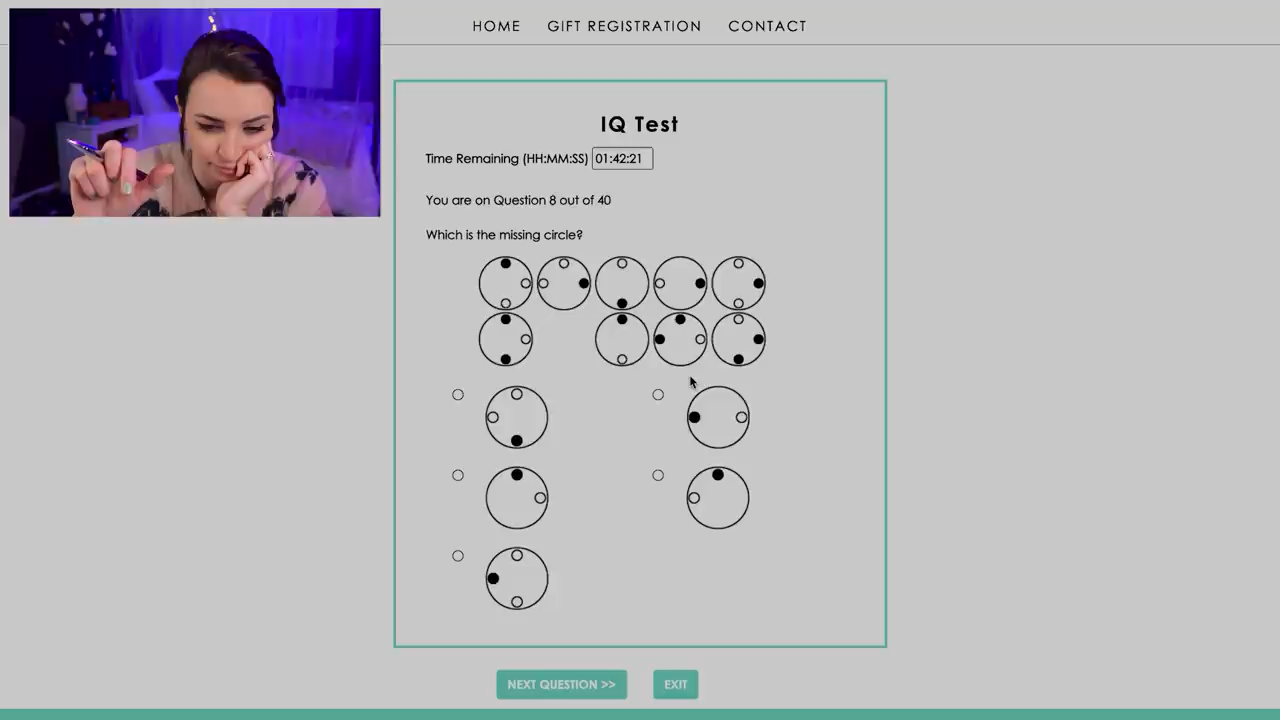 HOME GIFT REGISTRATION CONTACT
IQ Test
Time Remaining (HH:MM:SS) 01:42:21
You are on Question 8 out of 40
Which is the missing circle?
NEXT QUESTION >> EXIT